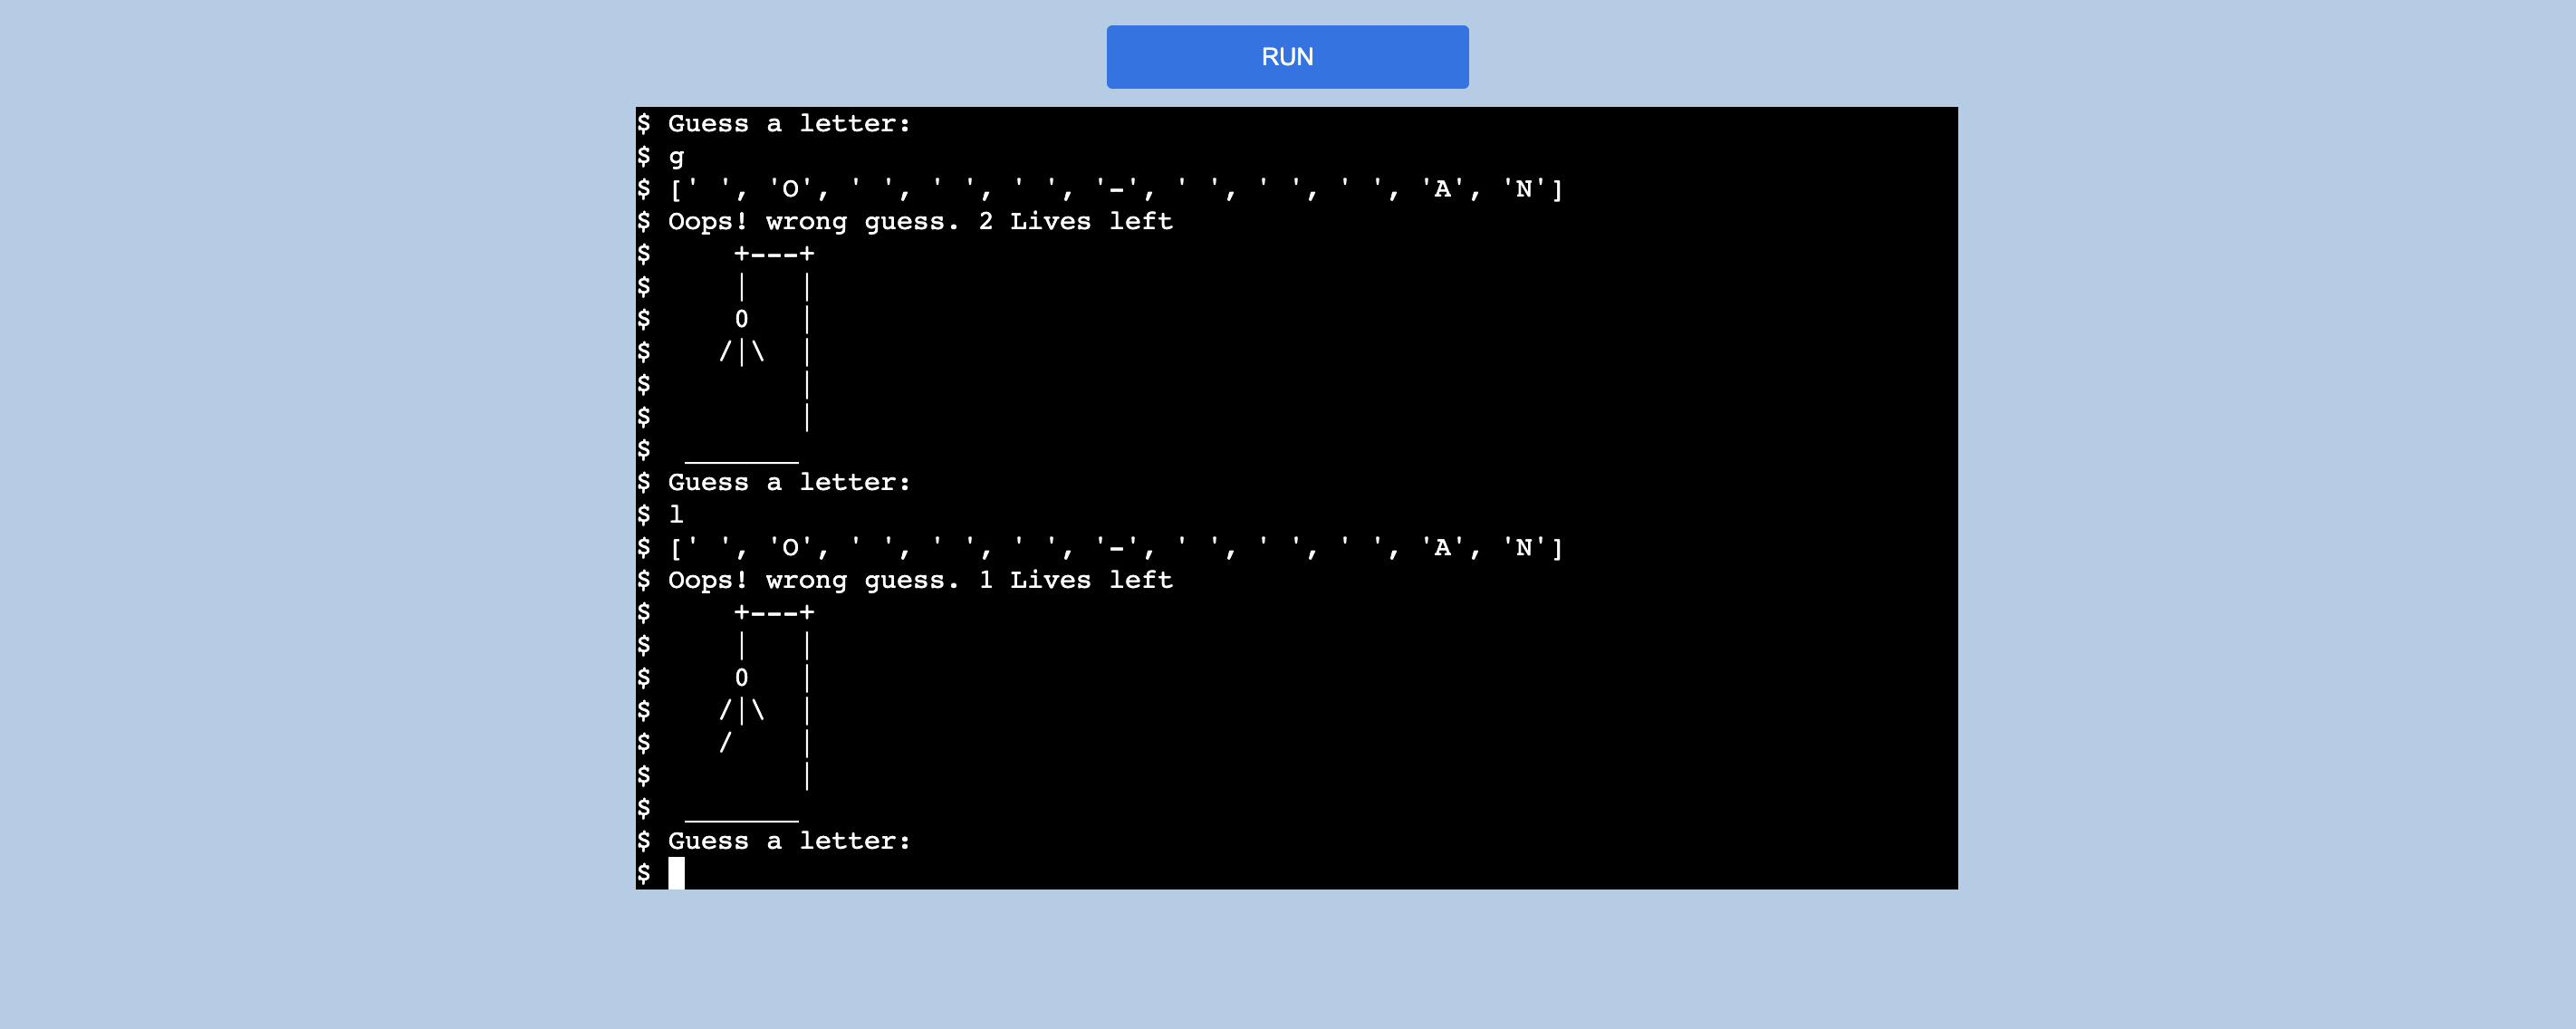 RUN
$ Guess a letter:
$ g
$ [' ', 'O', ' ', ' ', ' ', '-', ' ', ' ', ' ', 'A', 'N']
$ Oops! wrong guess. 2 Lives left
$     +---+
$     |   |
$     0   |
$    /|\  |
$         |
$         |
$  _______
$ Guess a letter:
$ l
$ [' ', 'O', ' ', ' ', ' ', '-', ' ', ' ', ' ', 'A', 'N']
$ Oops! wrong guess. 1 Lives left
$     +---+
$     |   |
$     0   |
$    /|\  |
$    /    |
$         |
$  _______
$ Guess a letter:
$